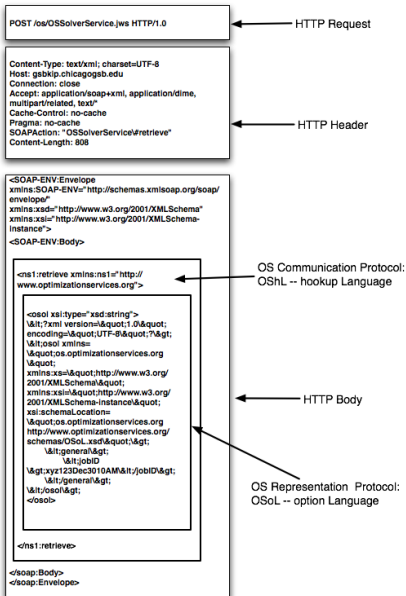 POST /os/OSSolverService.jws HTTP/1.0
HTTP Request
Content-Type: text/xml; charset=UTF-8
Host: gsbkip.chicagogsb.edu
Connection: close
Accept: application/soap+xml, application/dime,
multipart/related, text/*
Cache-Control: no-cache
Pragma: no-cache
SOAPAction: "OSSolverService\#retrieve"
Content-Length: 808
HTTP Header
<SOAP-ENV:Envelope
xmlns:SOAP-ENV="http://schemas.xmlsoap.org/soap/
envelope/"
xmlns:xsd="http://www.w3.org/2001/XMLSchema"
xmlns:xsi="http://www.w3.org/2001/XMLSchema-
instance">
<SOAP-ENV:Body>
<ns1:retrieve xmlns:ns1="http://
www.optimizationservices.org">
OS Communication Protocol:
OShL -- hookup Language
<osol xsi:type="xsd:string">
\&lt;?xml version=\&quot;1.0\&quot;
encoding=\&quot;UTF-8\&quot;?\&gt;
\&lt;osol xmlns=
\&quot;os.optimizationservices.org
\&quot;
xmlns:xs=\&quot;http://www.w3.org/
2001/XMLSchema\&quot;
xmlns:xsi=\&quot;http://www.w3.org/
2001/XMLSchema-instance\&quot;
xsi:schemaLocation=
\&quot;os.optimizationservices.org
http://www.optimizationservices.org/
schemas/OSoL.xsd\&quot;\&gt;
\&lt;general\&gt;
\&lt;jobID
\&gt;xyz123Dec3010AM\&lt;/jobID\&gt;
\&lt;/general\&gt;
\&lt;/osol\&gt;
</osol>
HTTP Body
OS Representation Protocol:
OSoL -- option Language
</ns1:retrieve>
</soap:Body>
</soap:Envelope>